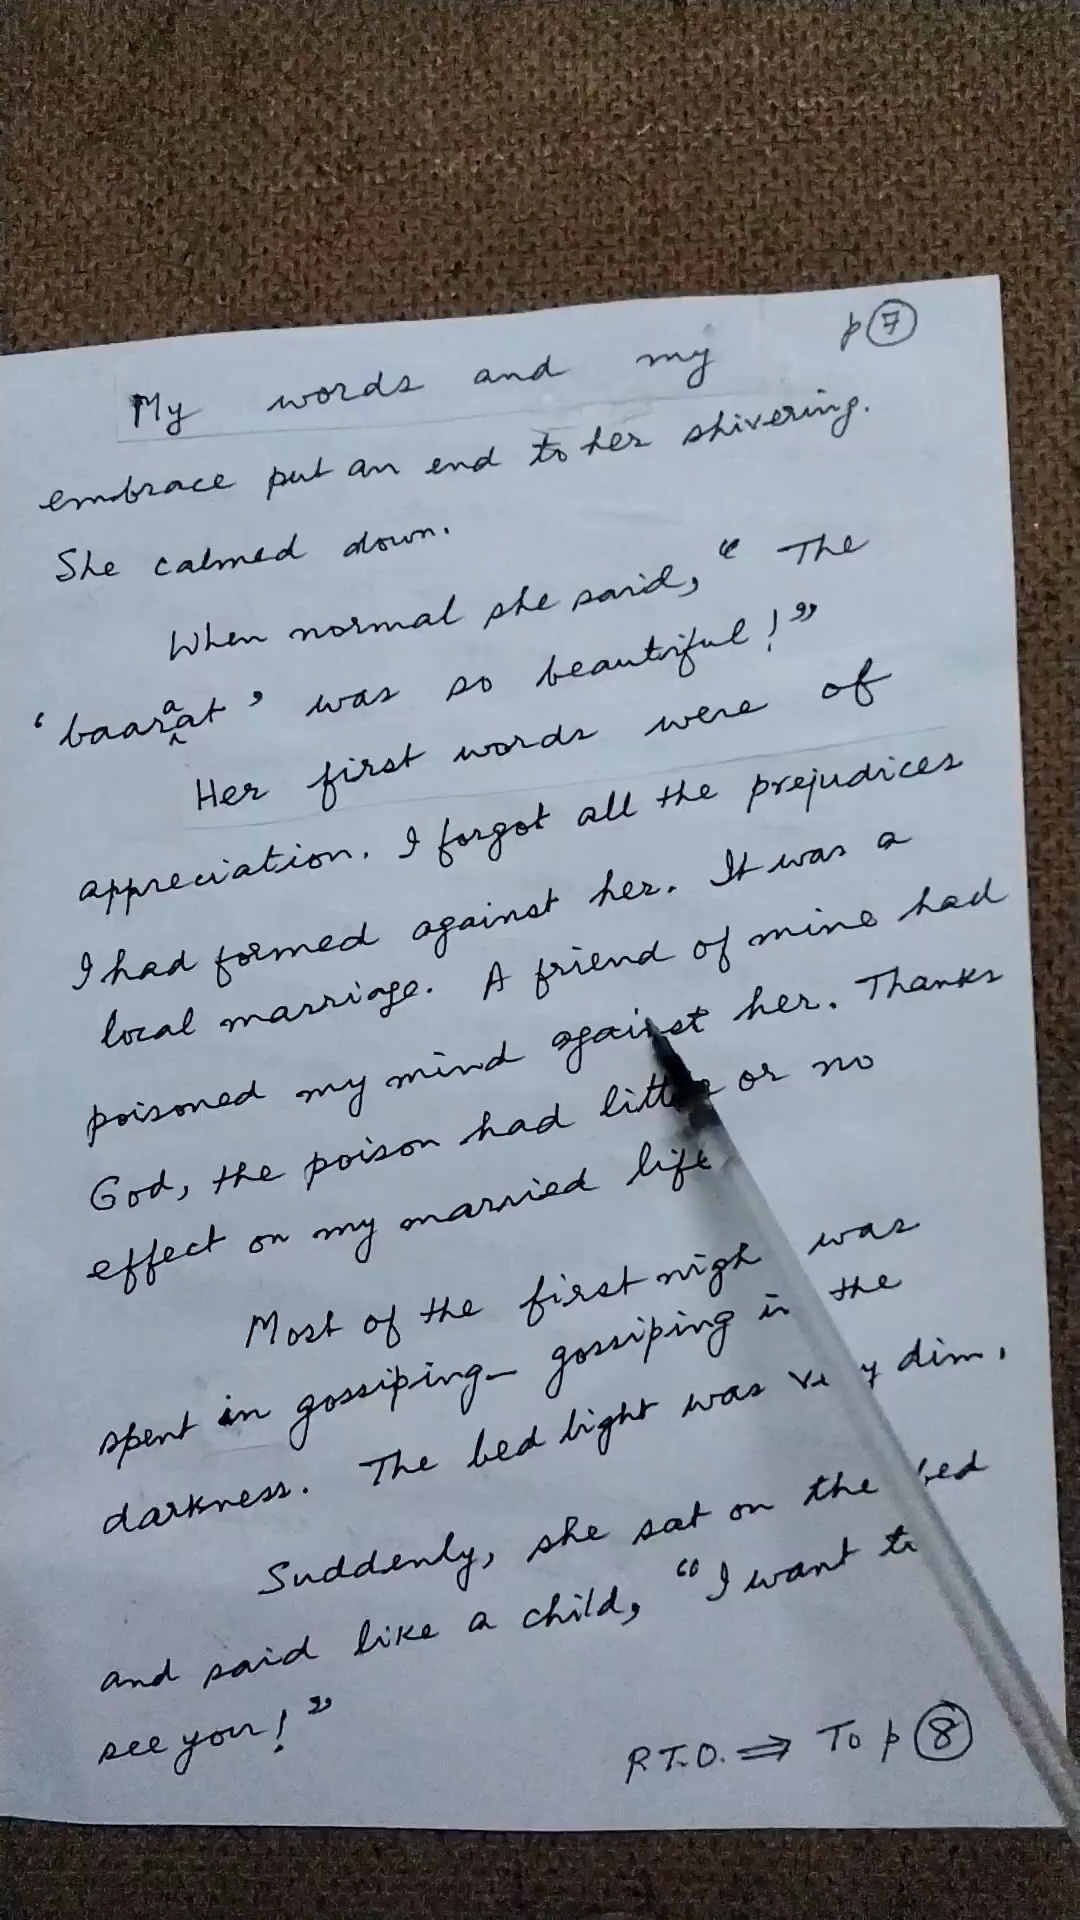 p 7
My words and my
embrace put an end to her shivering.
She calmed down.
When normal she said, “The
‘baaraat’ was so beautiful!”
Her first words were of
appreciation. I forgot all the prejudices
I had formed against her. It was a
local marriage. A friend of mine had
poisoned my mind against her. Thanks
God, the poison had little or no
effect on my married life
Most of the first nigh was
spent in gossiping – gossiping in the
darkness. The bed light was very dim.
Suddenly, she sat on the bed
and said like a child, “I want to
see you!”
P.T.O. ⇒ To p 8